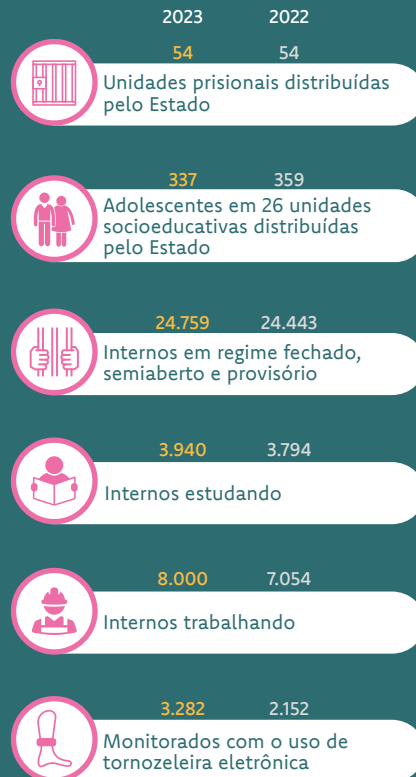 2023 2022
54 54
Unidades prisionais distribuídas
pelo Estado
337 359
Adolescentes em 26 unidades
socioeducativas distribuídas
pelo Estado
24.759 24.443
Internos em regime fechado,
semiaberto e provisório
3.940 3.794
Internos estudando
8.000 7.054
Internos trabalhando
3.282 2.152
Monitorados com o uso de
tornozeleira eletrônica